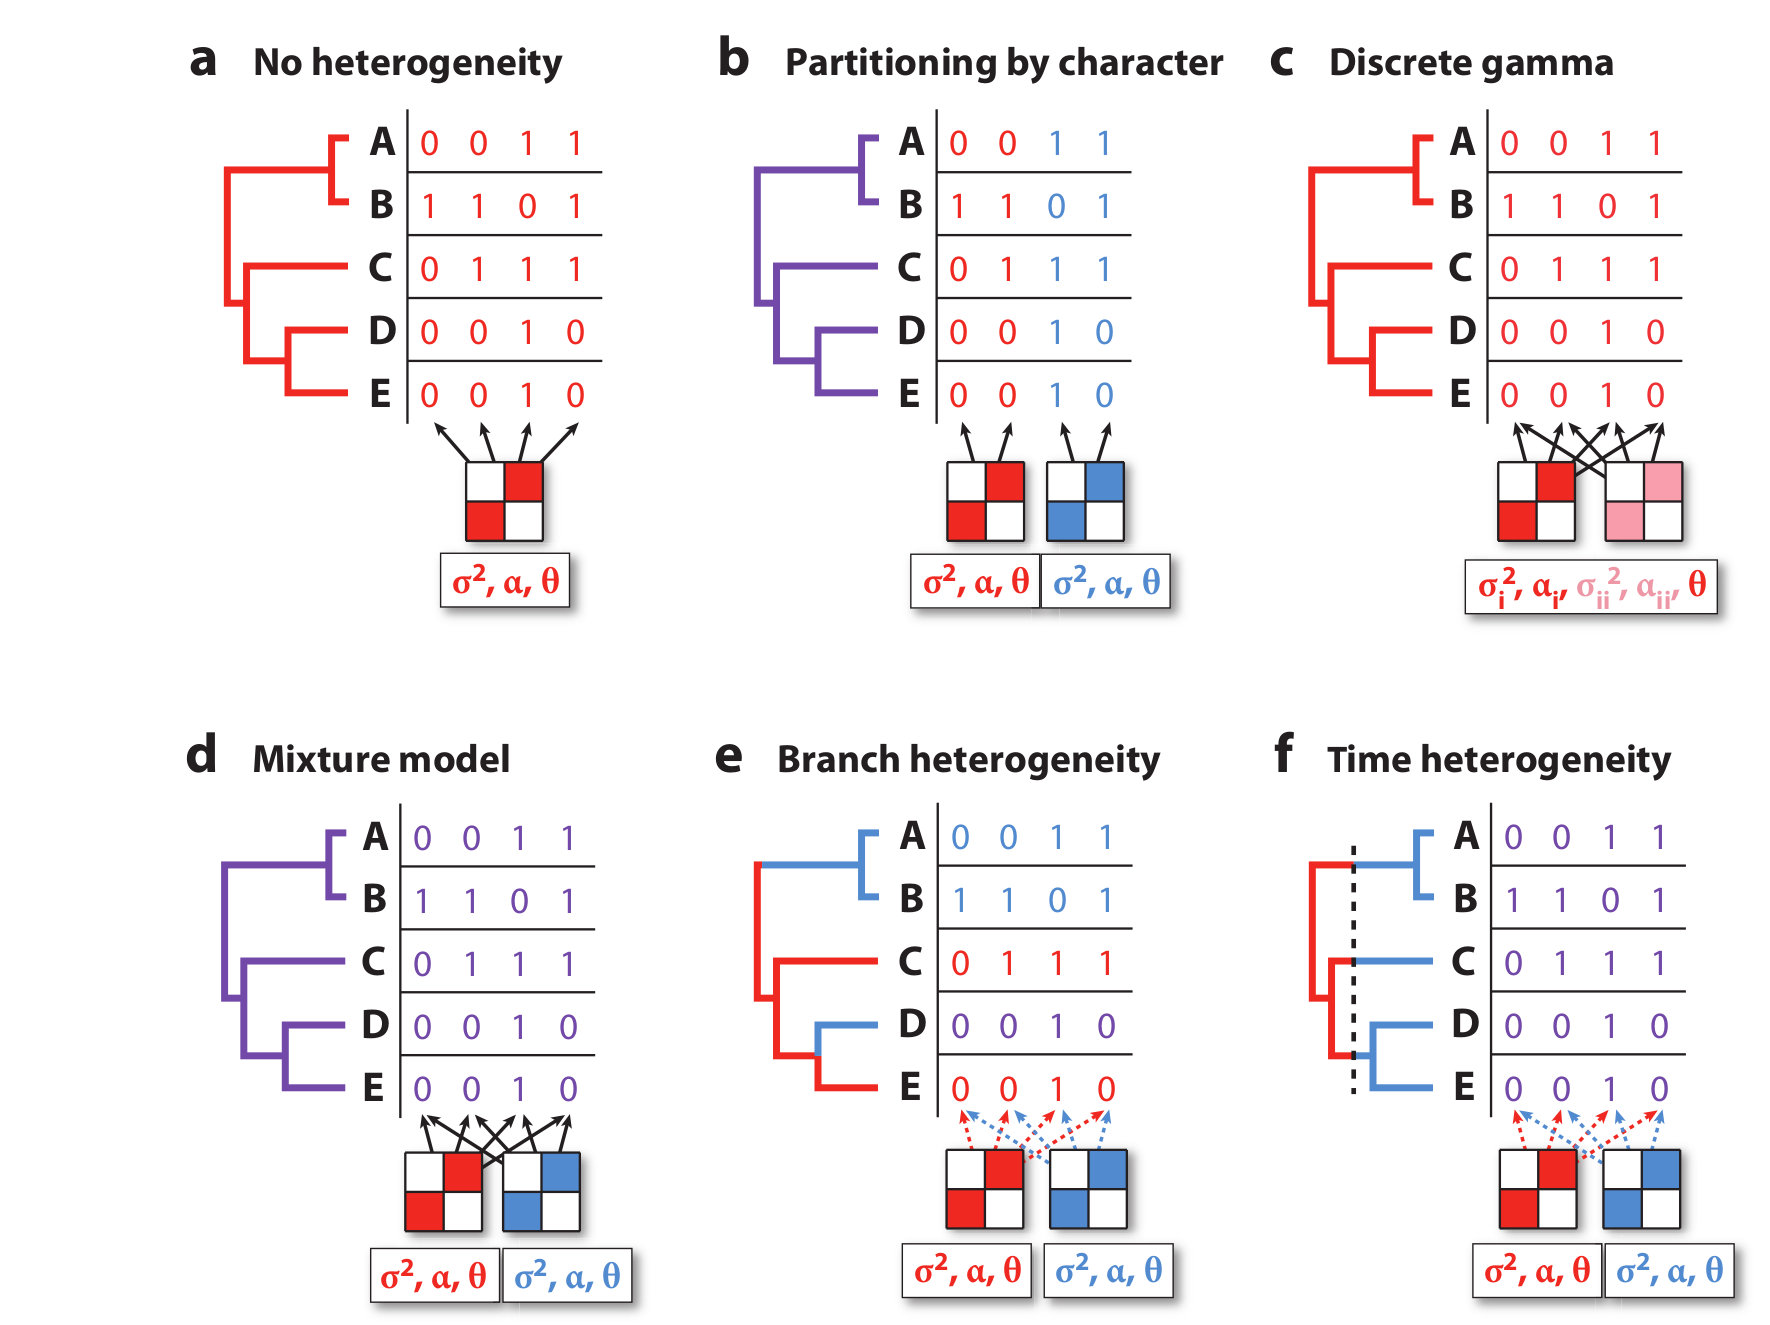 a No heterogeneity
A 0 0 1 1
B 1 1 0 1
C 0 1 1 1
D 0 0 1 0
E 0 0 1 0
σ², α, θ
b Partitioning by character
A 0 0 1 1
B 1 1 0 1
C 0 1 1 1
D 0 0 1 0
E 0 0 1 0
σ², α, θ
σ², α, θ
c Discrete gamma
A 0 0 1 1
B 1 1 0 1
C 0 1 1 1
D 0 0 1 0
E 0 0 1 0
σᵢ², αᵢ, σᵢᵢ², αᵢᵢ, θ
d Mixture model
A 0 0 1 1
B 1 1 0 1
C 0 1 1 1
D 0 0 1 0
E 0 0 1 0
σ², α, θ
σ², α, θ
e Branch heterogeneity
A 0 0 1 1
B 1 1 0 1
C 0 1 1 1
D 0 0 1 0
E 0 0 1 0
σ², α, θ
σ², α, θ
f Time heterogeneity
A 0 0 1 1
B 1 1 0 1
C 0 1 1 1
D 0 0 1 0
E 0 0 1 0
σ², α, θ
σ², α, θ